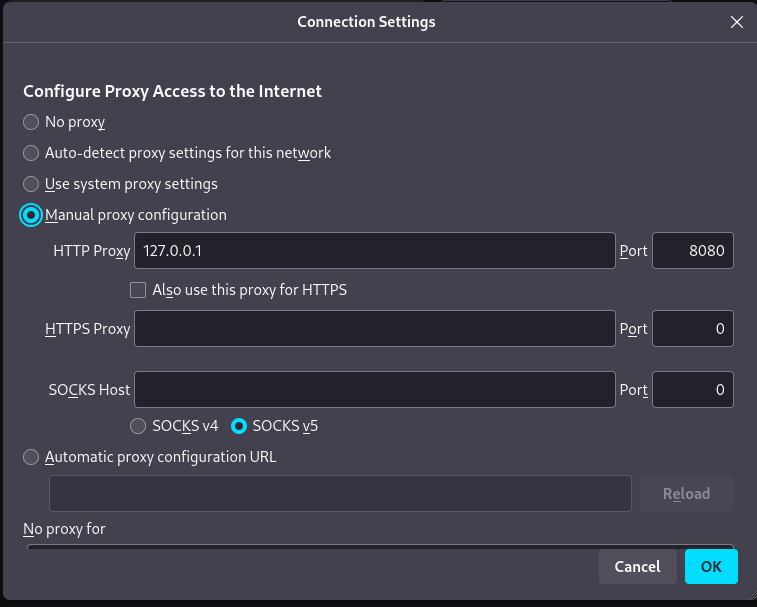 Connection Settings
Configure Proxy Access to the Internet
No proxy
Auto-detect proxy settings for this network
Use system proxy settings
Manual proxy configuration
HTTP Proxy 127.0.0.1 Port 8080
Also use this proxy for HTTPS
HTTPS Proxy Port 0
SOCKS Host Port 0
SOCKS v4 SOCKS v5
Automatic proxy configuration URL
Reload
No proxy for
Cancel OK